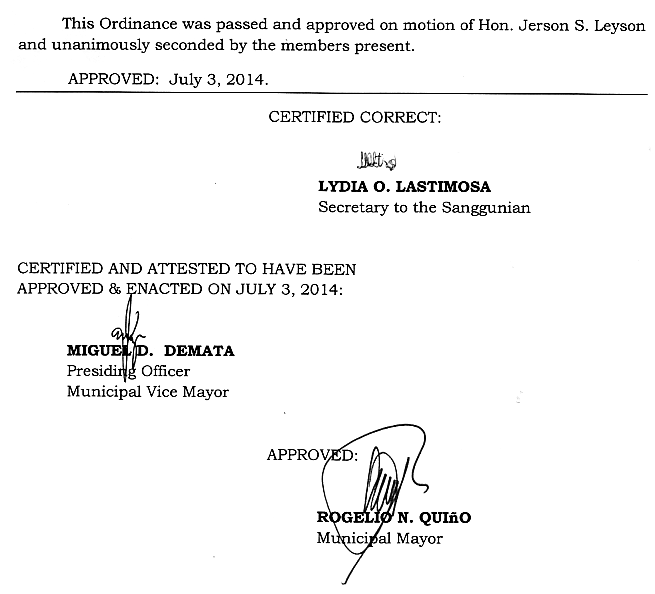 This Ordinance was passed and approved on motion of Hon. Jerson S. Leyson
and unanimously seconded by the members present.
APPROVED: July 3, 2014.
CERTIFIED CORRECT:
LYDIA O. LASTIMOSA
Secretary to the Sanggunian
CERTIFIED AND ATTESTED TO HAVE BEEN
APPROVED & ENACTED ON JULY 3, 2014:
MIGUEL D. DEMATA
Presiding Officer
Municipal Vice Mayor
APPROVED:
ROGELIO N. QUIñO
Municipal Mayor